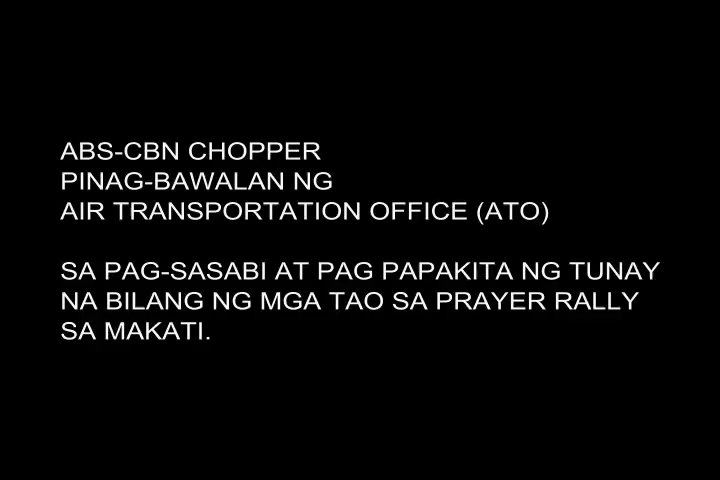 ABS-CBN CHOPPER
PINAG-BAWALAN NG
AIR TRANSPORTATION OFFICE (ATO)
SA PAG-SASABI AT PAG PAPAKITA NG TUNAY
NA BILANG NG MGA TAO SA PRAYER RALLY
SA MAKATI.